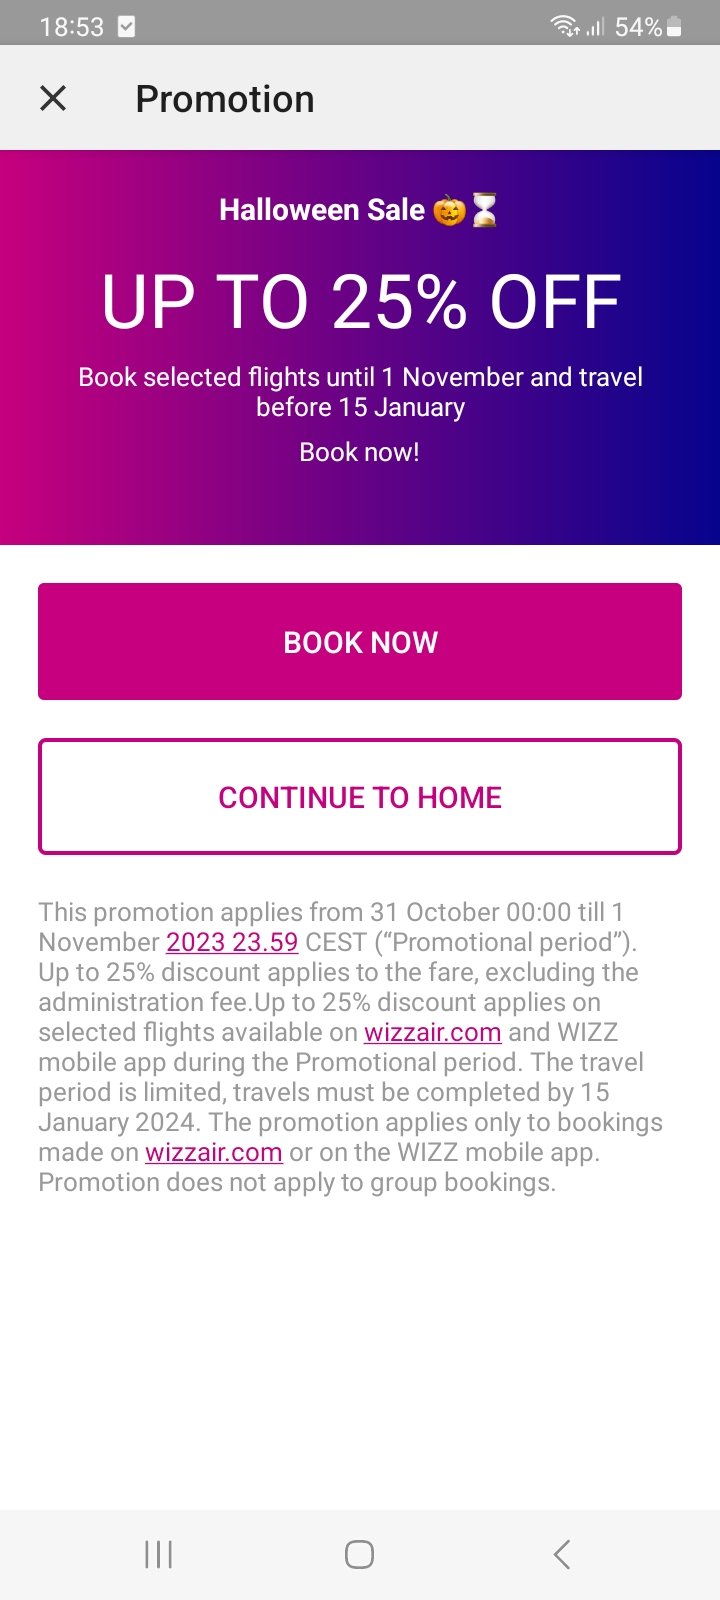 18:53
54%
Promotion
Halloween Sale 🎃⏳
UP TO 25% OFF
Book selected flights until 1 November and travel
before 15 January
Book now!
BOOK NOW
CONTINUE TO HOME
This promotion applies from 31 October 00:00 till 1
November 2023 23.59 CEST (“Promotional period”).
Up to 25% discount applies to the fare, excluding the
administration fee.Up to 25% discount applies on
selected flights available on wizzair.com and WIZZ
mobile app during the Promotional period. The travel
period is limited, travels must be completed by 15
January 2024. The promotion applies only to bookings
made on wizzair.com or on the WIZZ mobile app.
Promotion does not apply to group bookings.